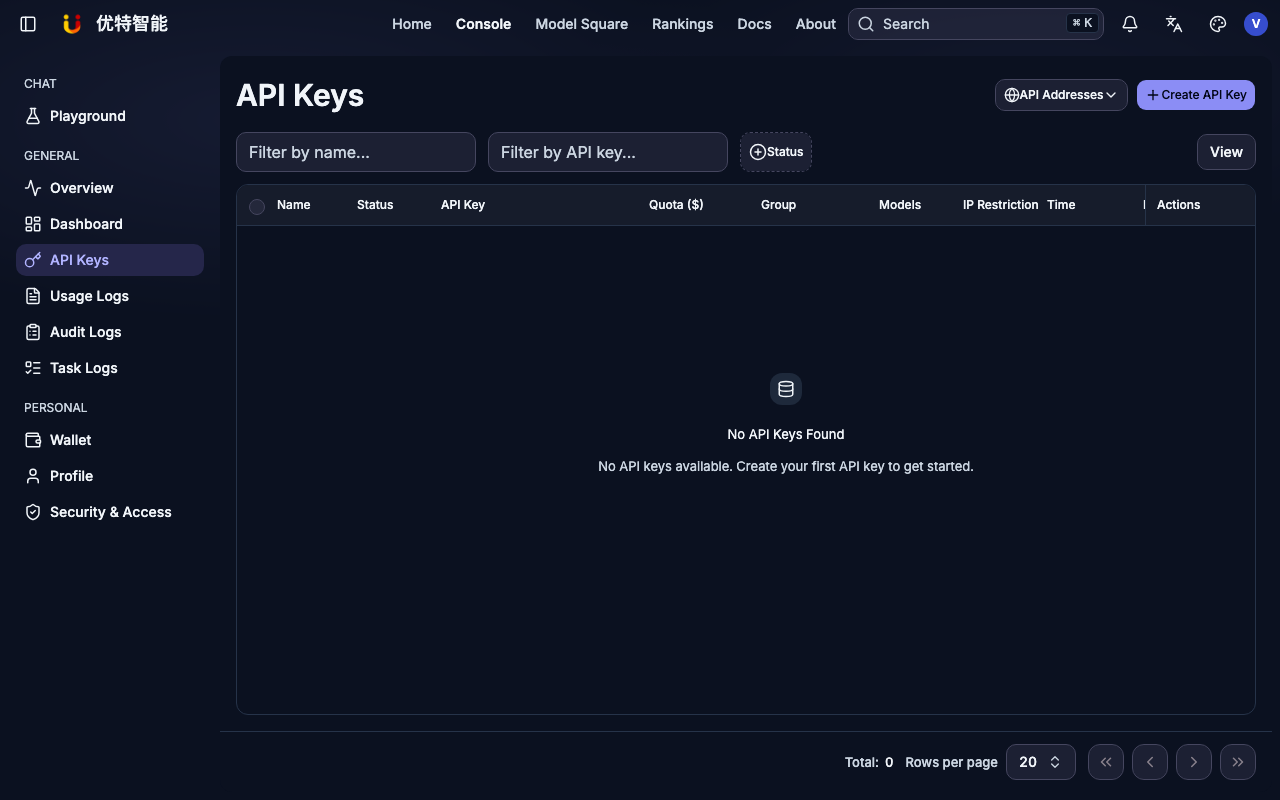 优特智能
Home
Console
Model Square
Rankings
Docs
About
Search
⌘ K
V
CHAT
Playground
GENERAL
Overview
Dashboard
API Keys
Usage Logs
Audit Logs
Task Logs
PERSONAL
Wallet
Profile
Security & Access
API Keys
API Addresses
Create API Key
Filter by name...
Filter by API key...
Status
View
Name
Status
API Key
Quota ($)
Group
Models
IP Restriction
Time
Actions
No API Keys Found
No API keys available. Create your first API key to get started.
Total: 0
Rows per page
20